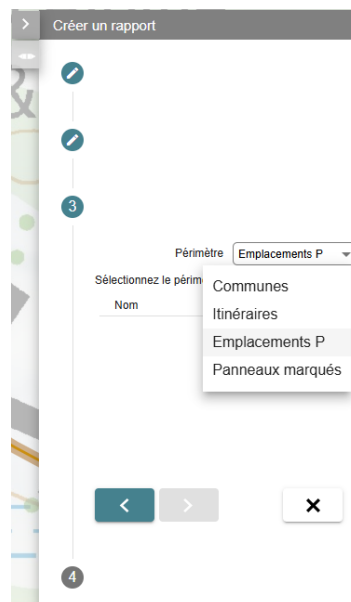 Créer un rapport
3
Périmètre Emplacements P
Sélectionnez le périm
Communes
Nom
Itinéraires
Emplacements P
Panneaux marqués
4